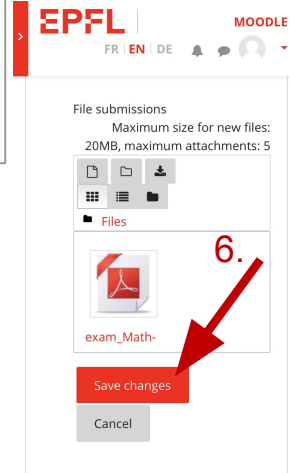 EPFL
MOODLE
FR | EN | DE
File submissions
Maximum size for new files:
20MB, maximum attachments: 5
Files
6.
exam_Math-
Save changes
Cancel